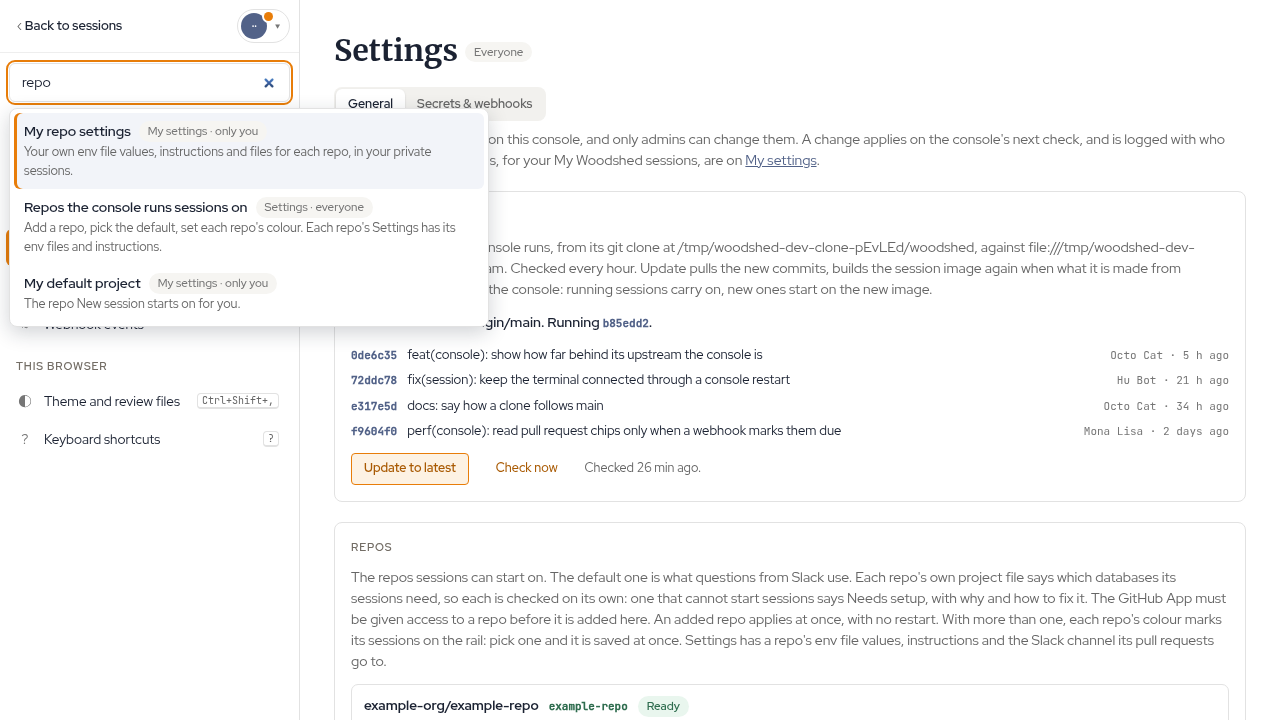 Back to sessions
repo
My repo settings My settings · only you
Your own env file values, instructions and files for each repo, in your private
sessions.
Repos the console runs sessions on Settings · everyone
Add a repo, pick the default, set each repo's colour. Each repo's Settings has its
env files and instructions.
My default project My settings · only you
The repo New session starts on for you.
THIS BROWSER
Theme and review files Ctrl+Shift+,
Keyboard shortcuts ?
Settings Everyone
General Secrets & webhooks
on this console, and only admins can change them. A change applies on the console's next check, and is logged with who
for your My Woodshed sessions, are on My settings.
runs, from its git clone at /tmp/woodshed-dev-clone-pEvLEd/woodshed, against file:///tmp/woodshed-dev-
Checked every hour. Update pulls the new commits, builds the session image again when what it is made from
the console: running sessions carry on, new ones start on the new image.
Running b85edd2.
0de6c35 feat(console): show how far behind its upstream the console is Octo Cat · 5 h ago
72ddc78 fix(session): keep the terminal connected through a console restart Hu Bot · 21 h ago
e317e5d docs: say how a clone follows main Octo Cat · 34 h ago
f9604f0 perf(console): read pull request chips only when a webhook marks them due Mona Lisa · 2 days ago
Update to latest Check now Checked 26 min ago.
REPOS
The repos sessions can start on. The default one is what questions from Slack use. Each repo's own project file says which databases its
sessions need, so each is checked on its own: one that cannot start sessions says Needs setup, with why and how to fix it. The GitHub App must
be given access to a repo before it is added here. An added repo applies at once, with no restart. With more than one, each repo's colour marks
its sessions on the rail: pick one and it is saved at once. Settings has a repo's env file values, instructions and the Slack channel its pull requests
go to.
example-org/example-repo example-repo Ready